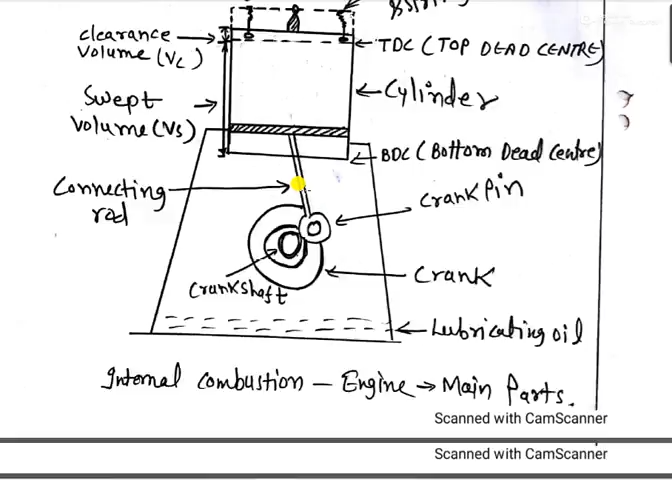 clearance
volume (Vc)
TDC (TOP DEAD CENTRE)
Swept
volume (Vs)
Cylinder
BDC (Bottom Dead Centre)
Connecting
rod
Crank Pin
Crank
Crankshaft
Lubricating oil
Internal Combustion – Engine → Main Parts.
Scanned with CamScanner
Scanned with CamScanner